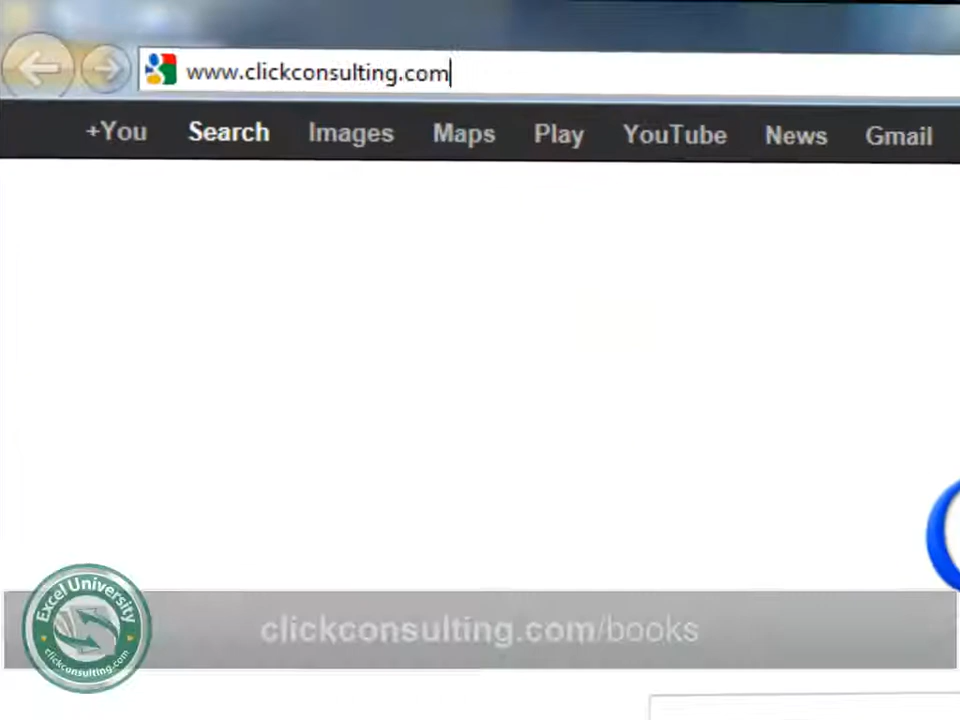 www.clickconsulting.com
+You Search Images Maps Play YouTube News Gmail
Excel University
clickconsulting.com
clickconsulting.com/books